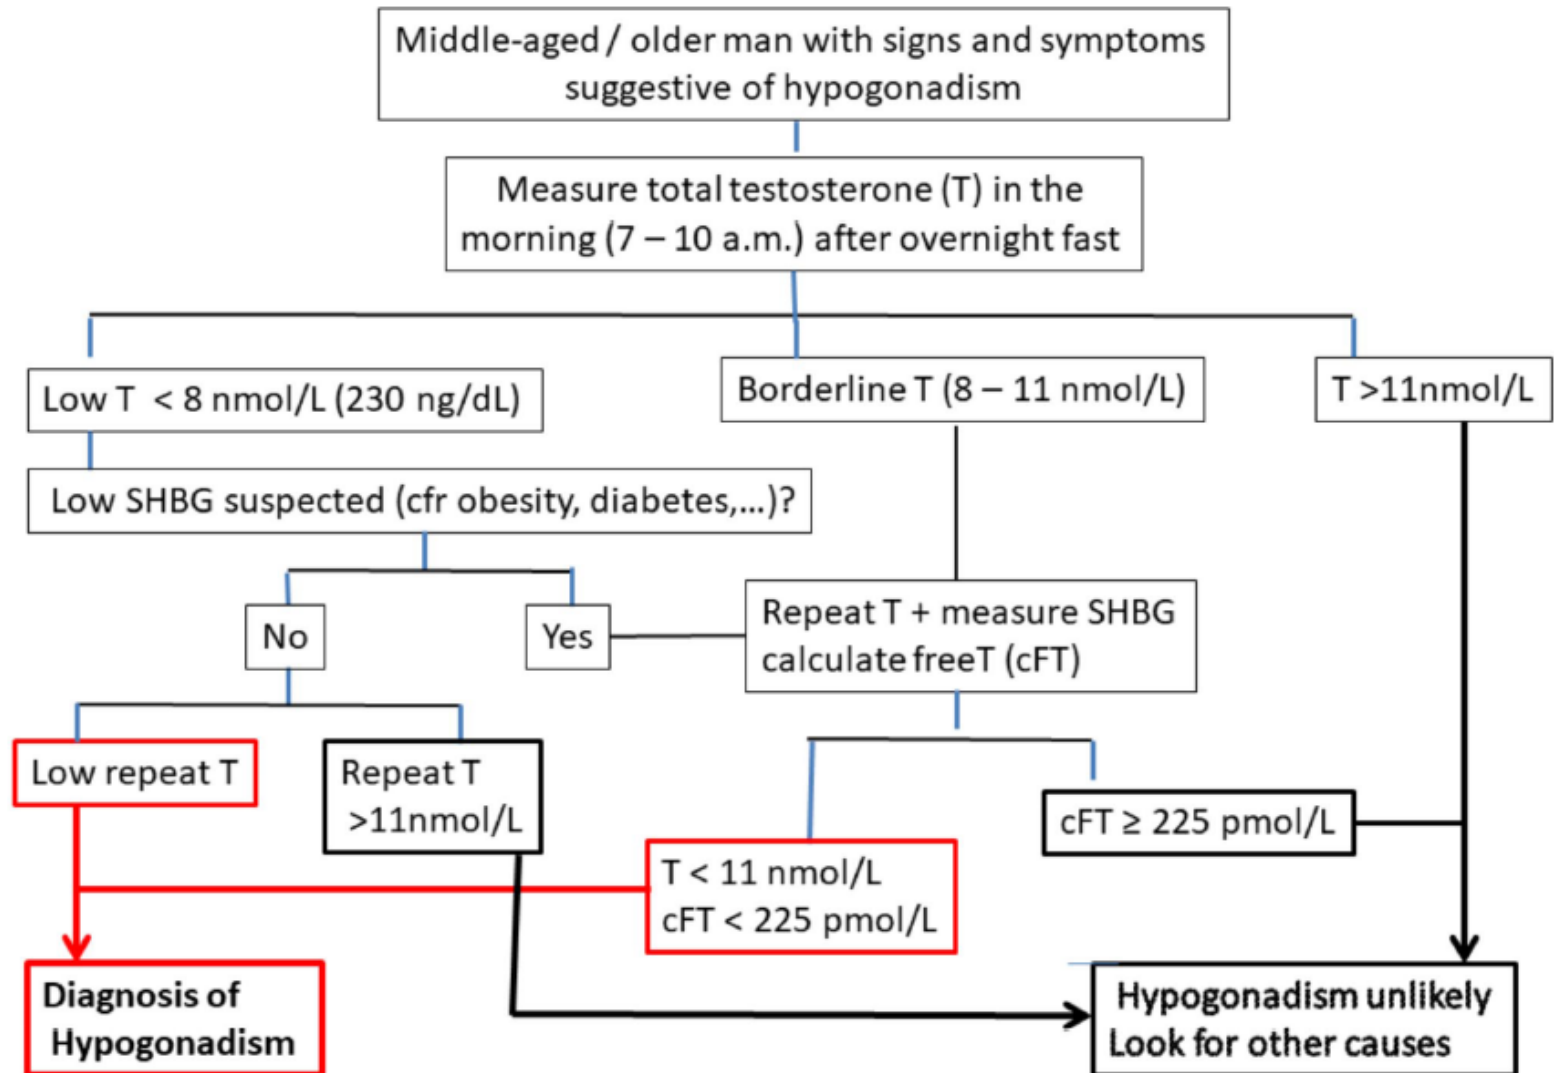 Middle-aged / older man with signs and symptoms
suggestive of hypogonadism
Measure total testosterone (T) in the
morning (7 – 10 a.m.) after overnight fast
Low T < 8 nmol/L (230 ng/dL)
Borderline T (8 – 11 nmol/L)
T >11nmol/L
Low SHBG suspected (cfr obesity, diabetes,...)?
No
Yes
Repeat T + measure SHBG
calculate freeT (cFT)
Low repeat T
Repeat T
>11nmol/L
T < 11 nmol/L
cFT < 225 pmol/L
cFT ≥ 225 pmol/L
Diagnosis of
Hypogonadism
Hypogonadism unlikely
Look for other causes